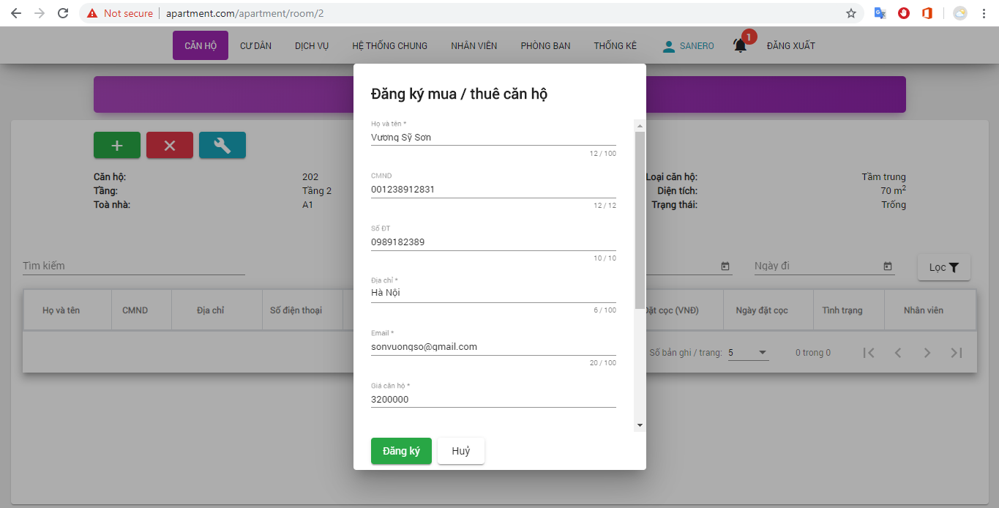 Not secure
apartment.com/apartment/room/2
CĂN HỘ
CƯ DÂN
DỊCH VỤ
HỆ THỐNG CHUNG
NHÂN VIÊN
PHÒNG BAN
THỐNG KÊ
SANERO
1
ĐĂNG XUẤT
Đăng ký mua / thuê căn hộ
Họ và tên *
Vương Sỹ Sơn
12 / 100
CMND
001238912831
12 / 12
Số ĐT
0989182389
10 / 10
Địa chỉ *
Hà Nội
6 / 100
Email *
sonvuongso@gmail.com
20 / 100
Giá căn hộ *
3200000
Đăng ký
Huỷ
Căn hộ:
202
Loại căn hộ:
Tầm trung
Tầng:
Tầng 2
Diện tích:
70 m²
Toà nhà:
A1
Trạng thái:
Trống
Tìm kiếm
Ngày đi
Lọc
Họ và tên
CMND
Địa chỉ
Số điện thoại
Đặt cọc (VNĐ)
Ngày đặt cọc
Tình trạng
Nhân viên
Số bản ghi / trang:
5
0 trong 0